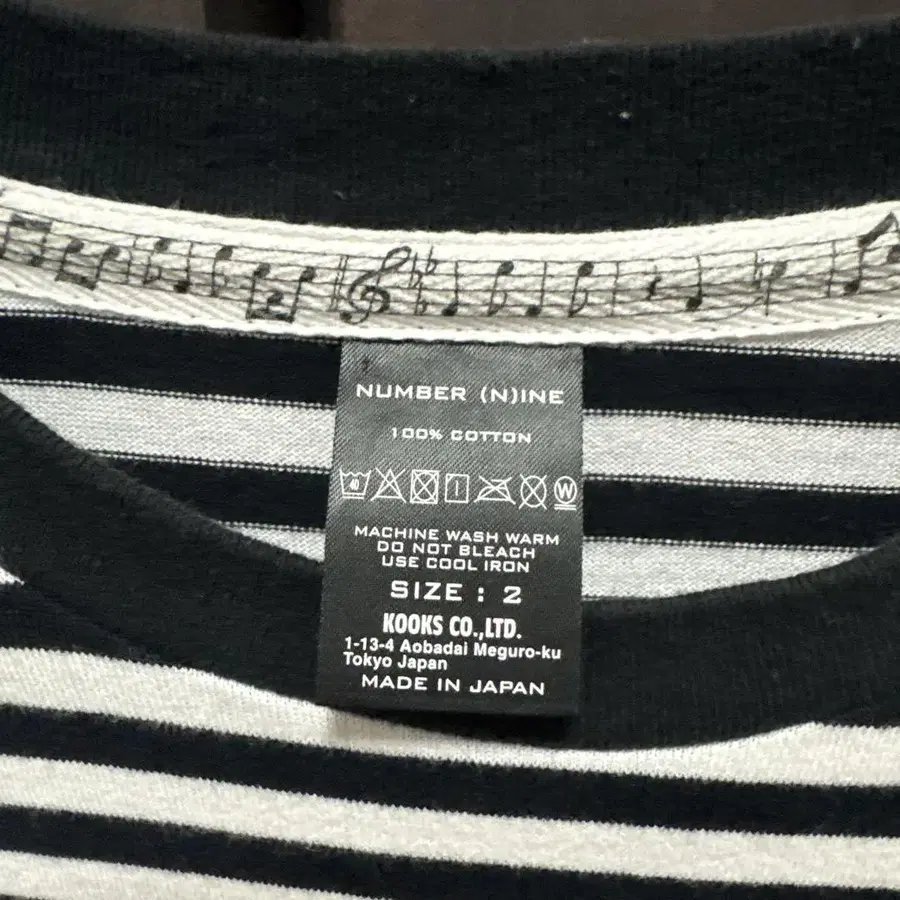 NUMBER (N)INE
100% COTTON
40 W
MACHINE WASH WARM
DO NOT BLEACH
USE COOL IRON
SIZE : 2
KOOKS CO.,LTD.
1-13-4 Aobadai Meguro-ku
Tokyo Japan
MADE IN JAPAN